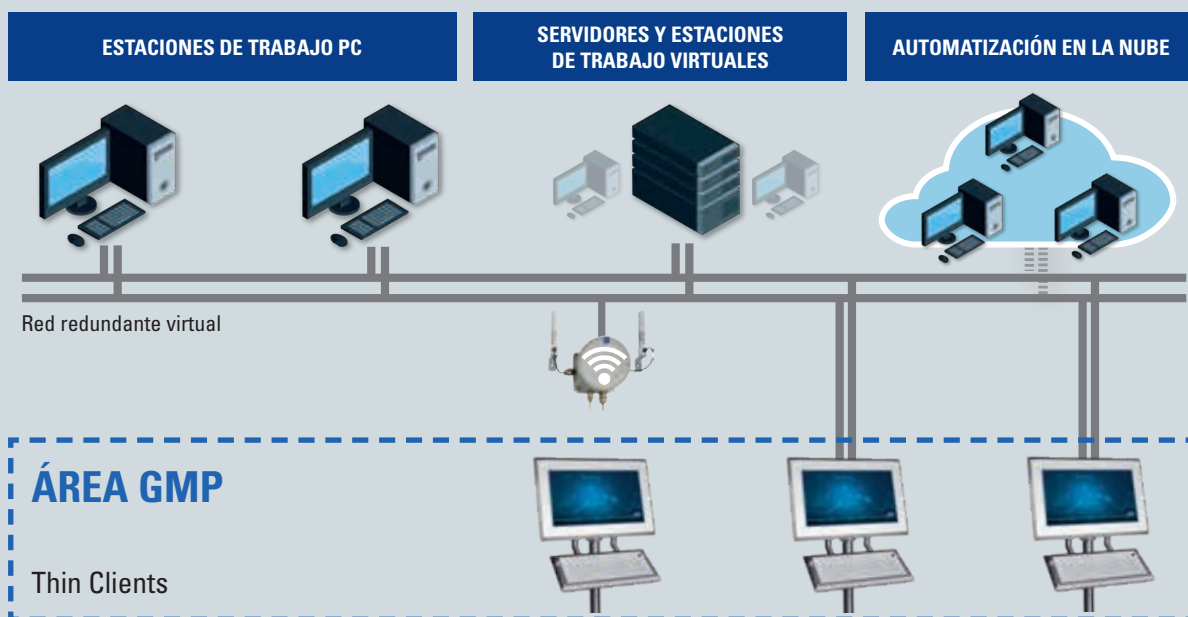 ESTACIONES DE TRABAJO PC
SERVIDORES Y ESTACIONES
DE TRABAJO VIRTUALES
AUTOMATIZACIÓN EN LA NUBE
Red redundante virtual
ÁREA GMP
Thin Clients